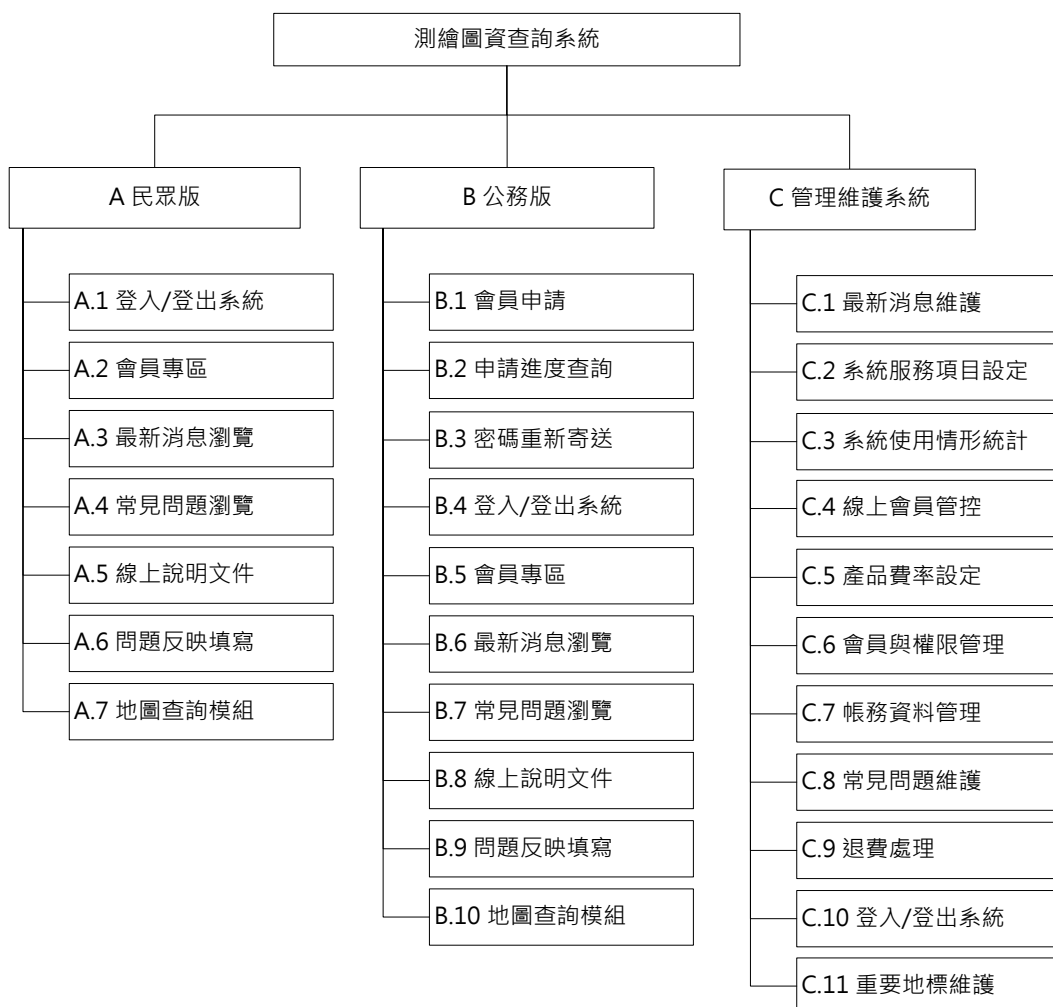 測繪圖資查詢系統
A 民眾版
A.1 登入/登出系統
A.2 會員專區
A.3 最新消息瀏覽
A.4 常見問題瀏覽
A.5 線上說明文件
A.6 問題反映填寫
A.7 地圖查詢模組
B 公務版
B.1 會員申請
B.2 申請進度查詢
B.3 密碼重新寄送
B.4 登入/登出系統
B.5 會員專區
B.6 最新消息瀏覽
B.7 常見問題瀏覽
B.8 線上說明文件
B.9 問題反映填寫
B.10 地圖查詢模組
C 管理維護系統
C.1 最新消息維護
C.2 系統服務項目設定
C.3 系統使用情形統計
C.4 線上會員管控
C.5 產品費率設定
C.6 會員與權限管理
C.7 帳務資料管理
C.8 常見問題維護
C.9 退費處理
C.10 登入/登出系統
C.11 重要地標維護